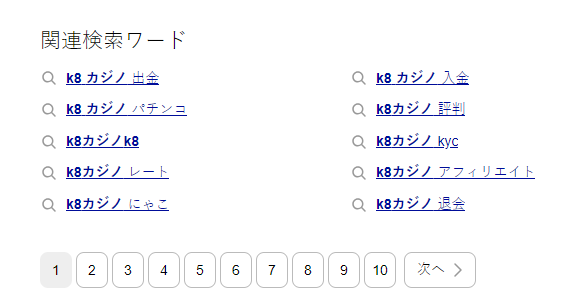 関連検索ワード
k8 カジノ 出金
k8 カジノ 入金
k8 カジノ パチンコ
k8カジノ 評判
k8カジノk8
k8カジノ kyc
k8カジノ レート
k8カジノ アフィリエイト
k8カジノ にゃこ
k8カジノ 退会
1 2 3 4 5 6 7 8 9 10 次へ